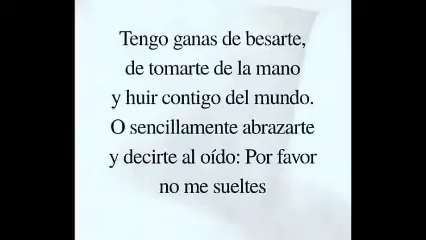 Tengo ganas de besarte,
de tomarte de la mano
y huir contigo del mundo.
O sencillamente abrazarte
y decirte al oído: Por favor
no me sueltes